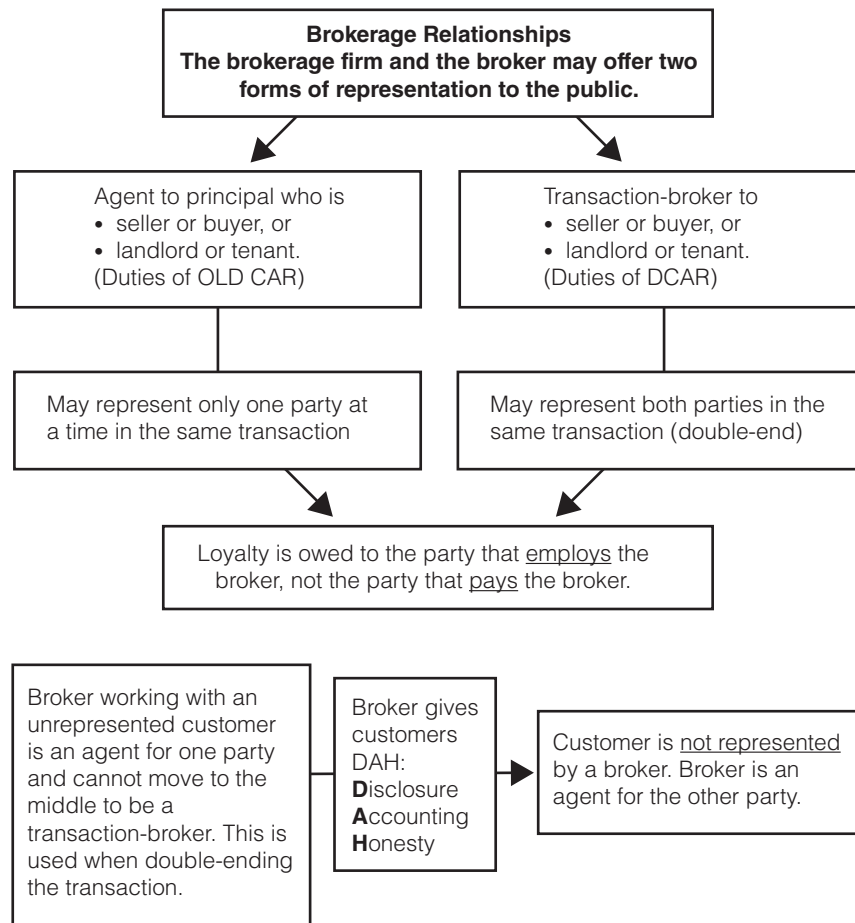 Brokerage Relationships
The brokerage firm and the broker may offer two
forms of representation to the public.
Agent to principal who is
• seller or buyer, or
• landlord or tenant.
(Duties of OLD CAR)
Transaction-broker to
• seller or buyer, or
• landlord or tenant.
(Duties of DCAR)
May represent only one party at
a time in the same transaction
May represent both parties in the
same transaction (double-end)
Loyalty is owed to the party that employs the
broker, not the party that pays the broker.
Broker working with an
unrepresented customer
is an agent for one party
and cannot move to the
middle to be a
transaction-broker. This is
used when double-ending
the transaction.
Broker gives
customers
DAH:
Disclosure
Accounting
Honesty
Customer is not represented
by a broker. Broker is an
agent for the other party.